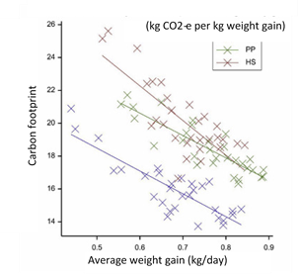 (kg CO2-e per kg weight gain)
PP
HS
Carbon footprint
26
24
22
20
18
16
14
0.5 0.6 0.7 0.8 0.9
Average weight gain (kg/day)